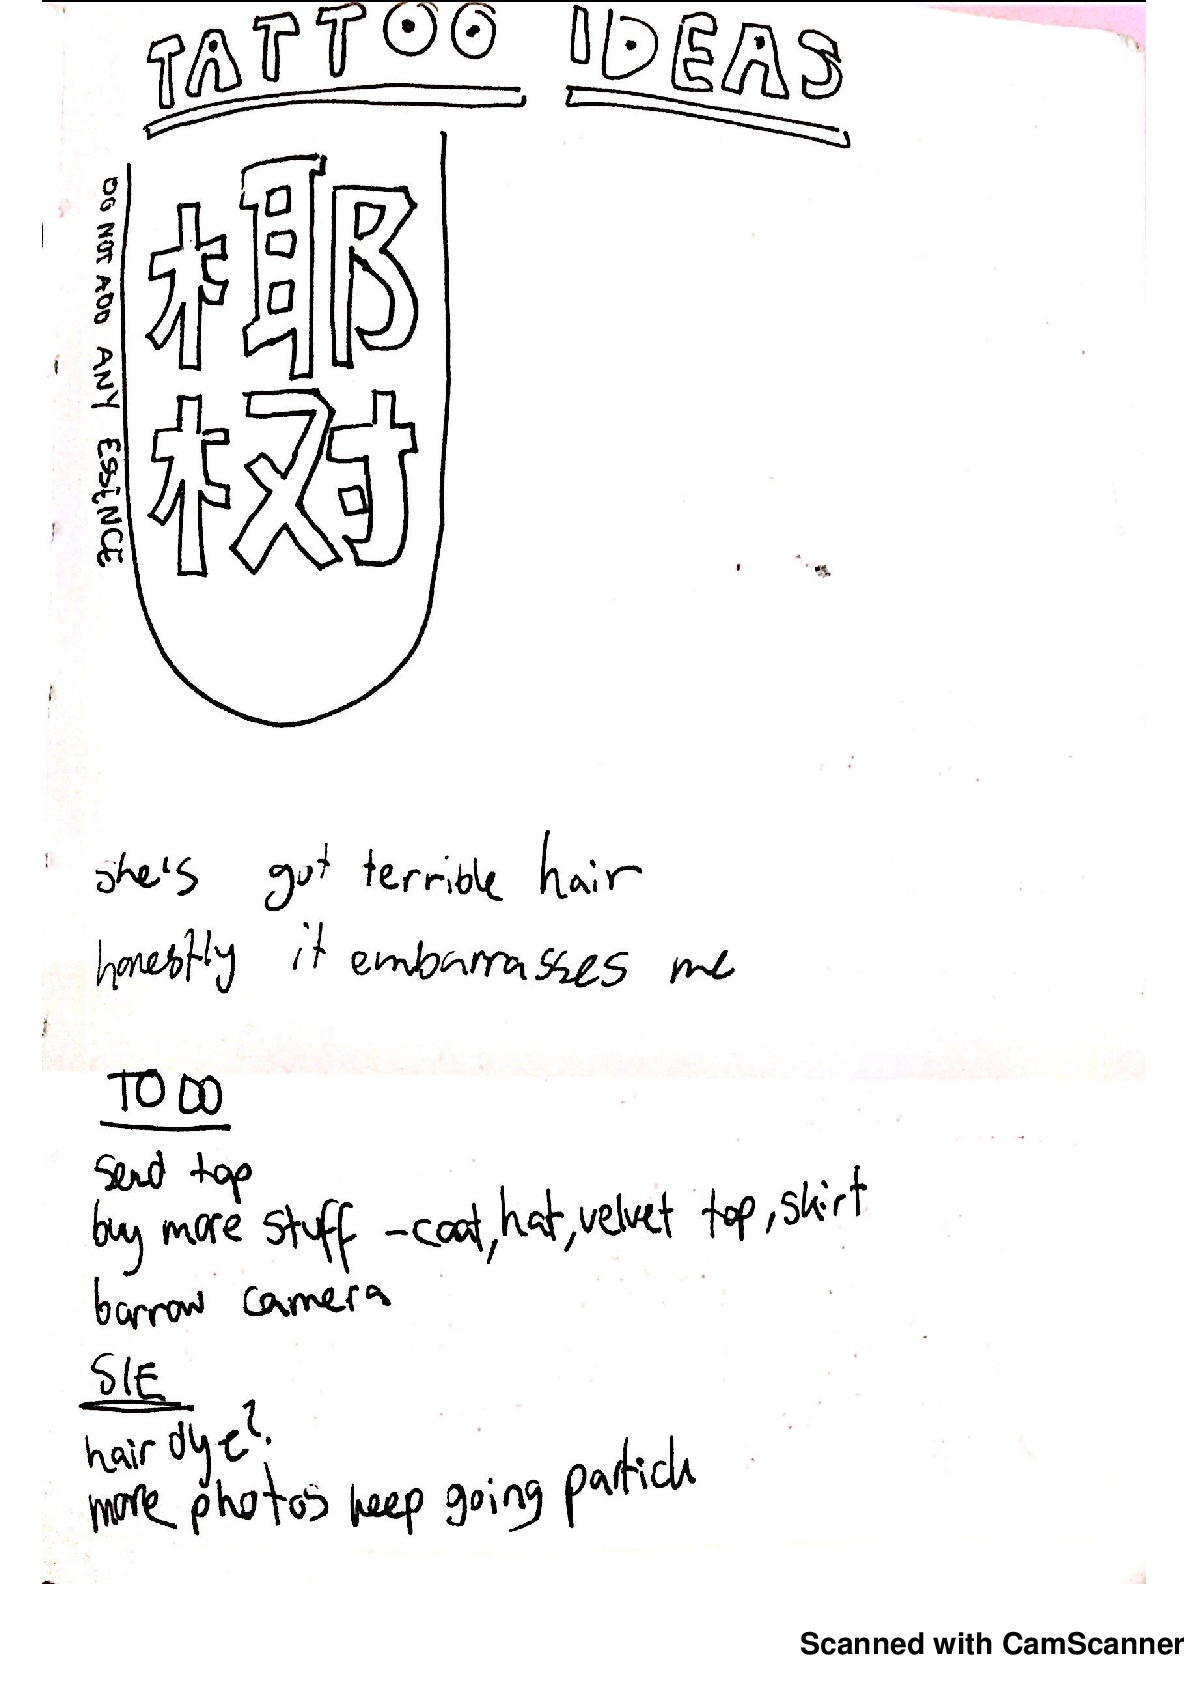 TATTOO IDEAS
DO NOT ADD ANY ESSENCE
椰
树
she's got terrible hair
honestly it embarrasses me
TO DO
send top
buy more stuff - coat, hat, velvet top, skirt
borrow camera
SIE
hair dye?
more photos keep going
Scanned with CamScanner